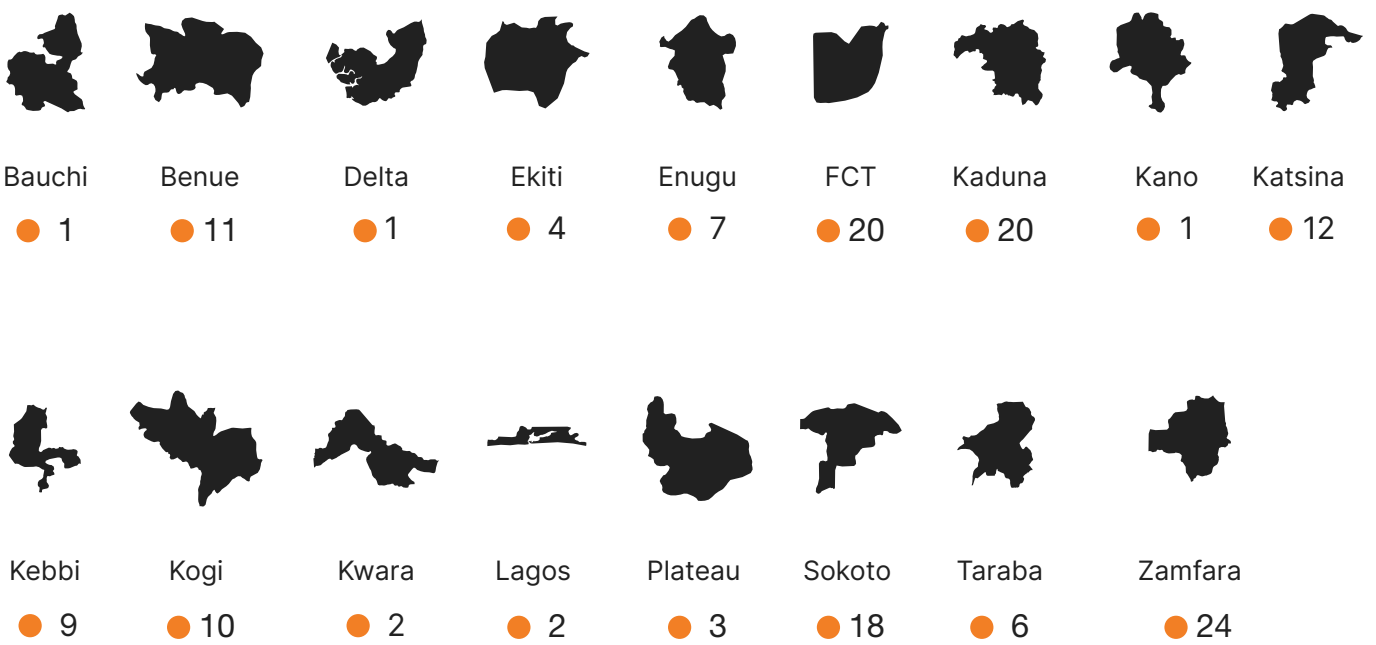 Bauchi Benue Delta Ekiti Enugu FCT Kaduna Kano Katsina
1 11 1 4 7 20 20 1 12
Kebbi Kogi Kwara Lagos Plateau Sokoto Taraba Zamfara
9 10 2 2 3 18 6 24